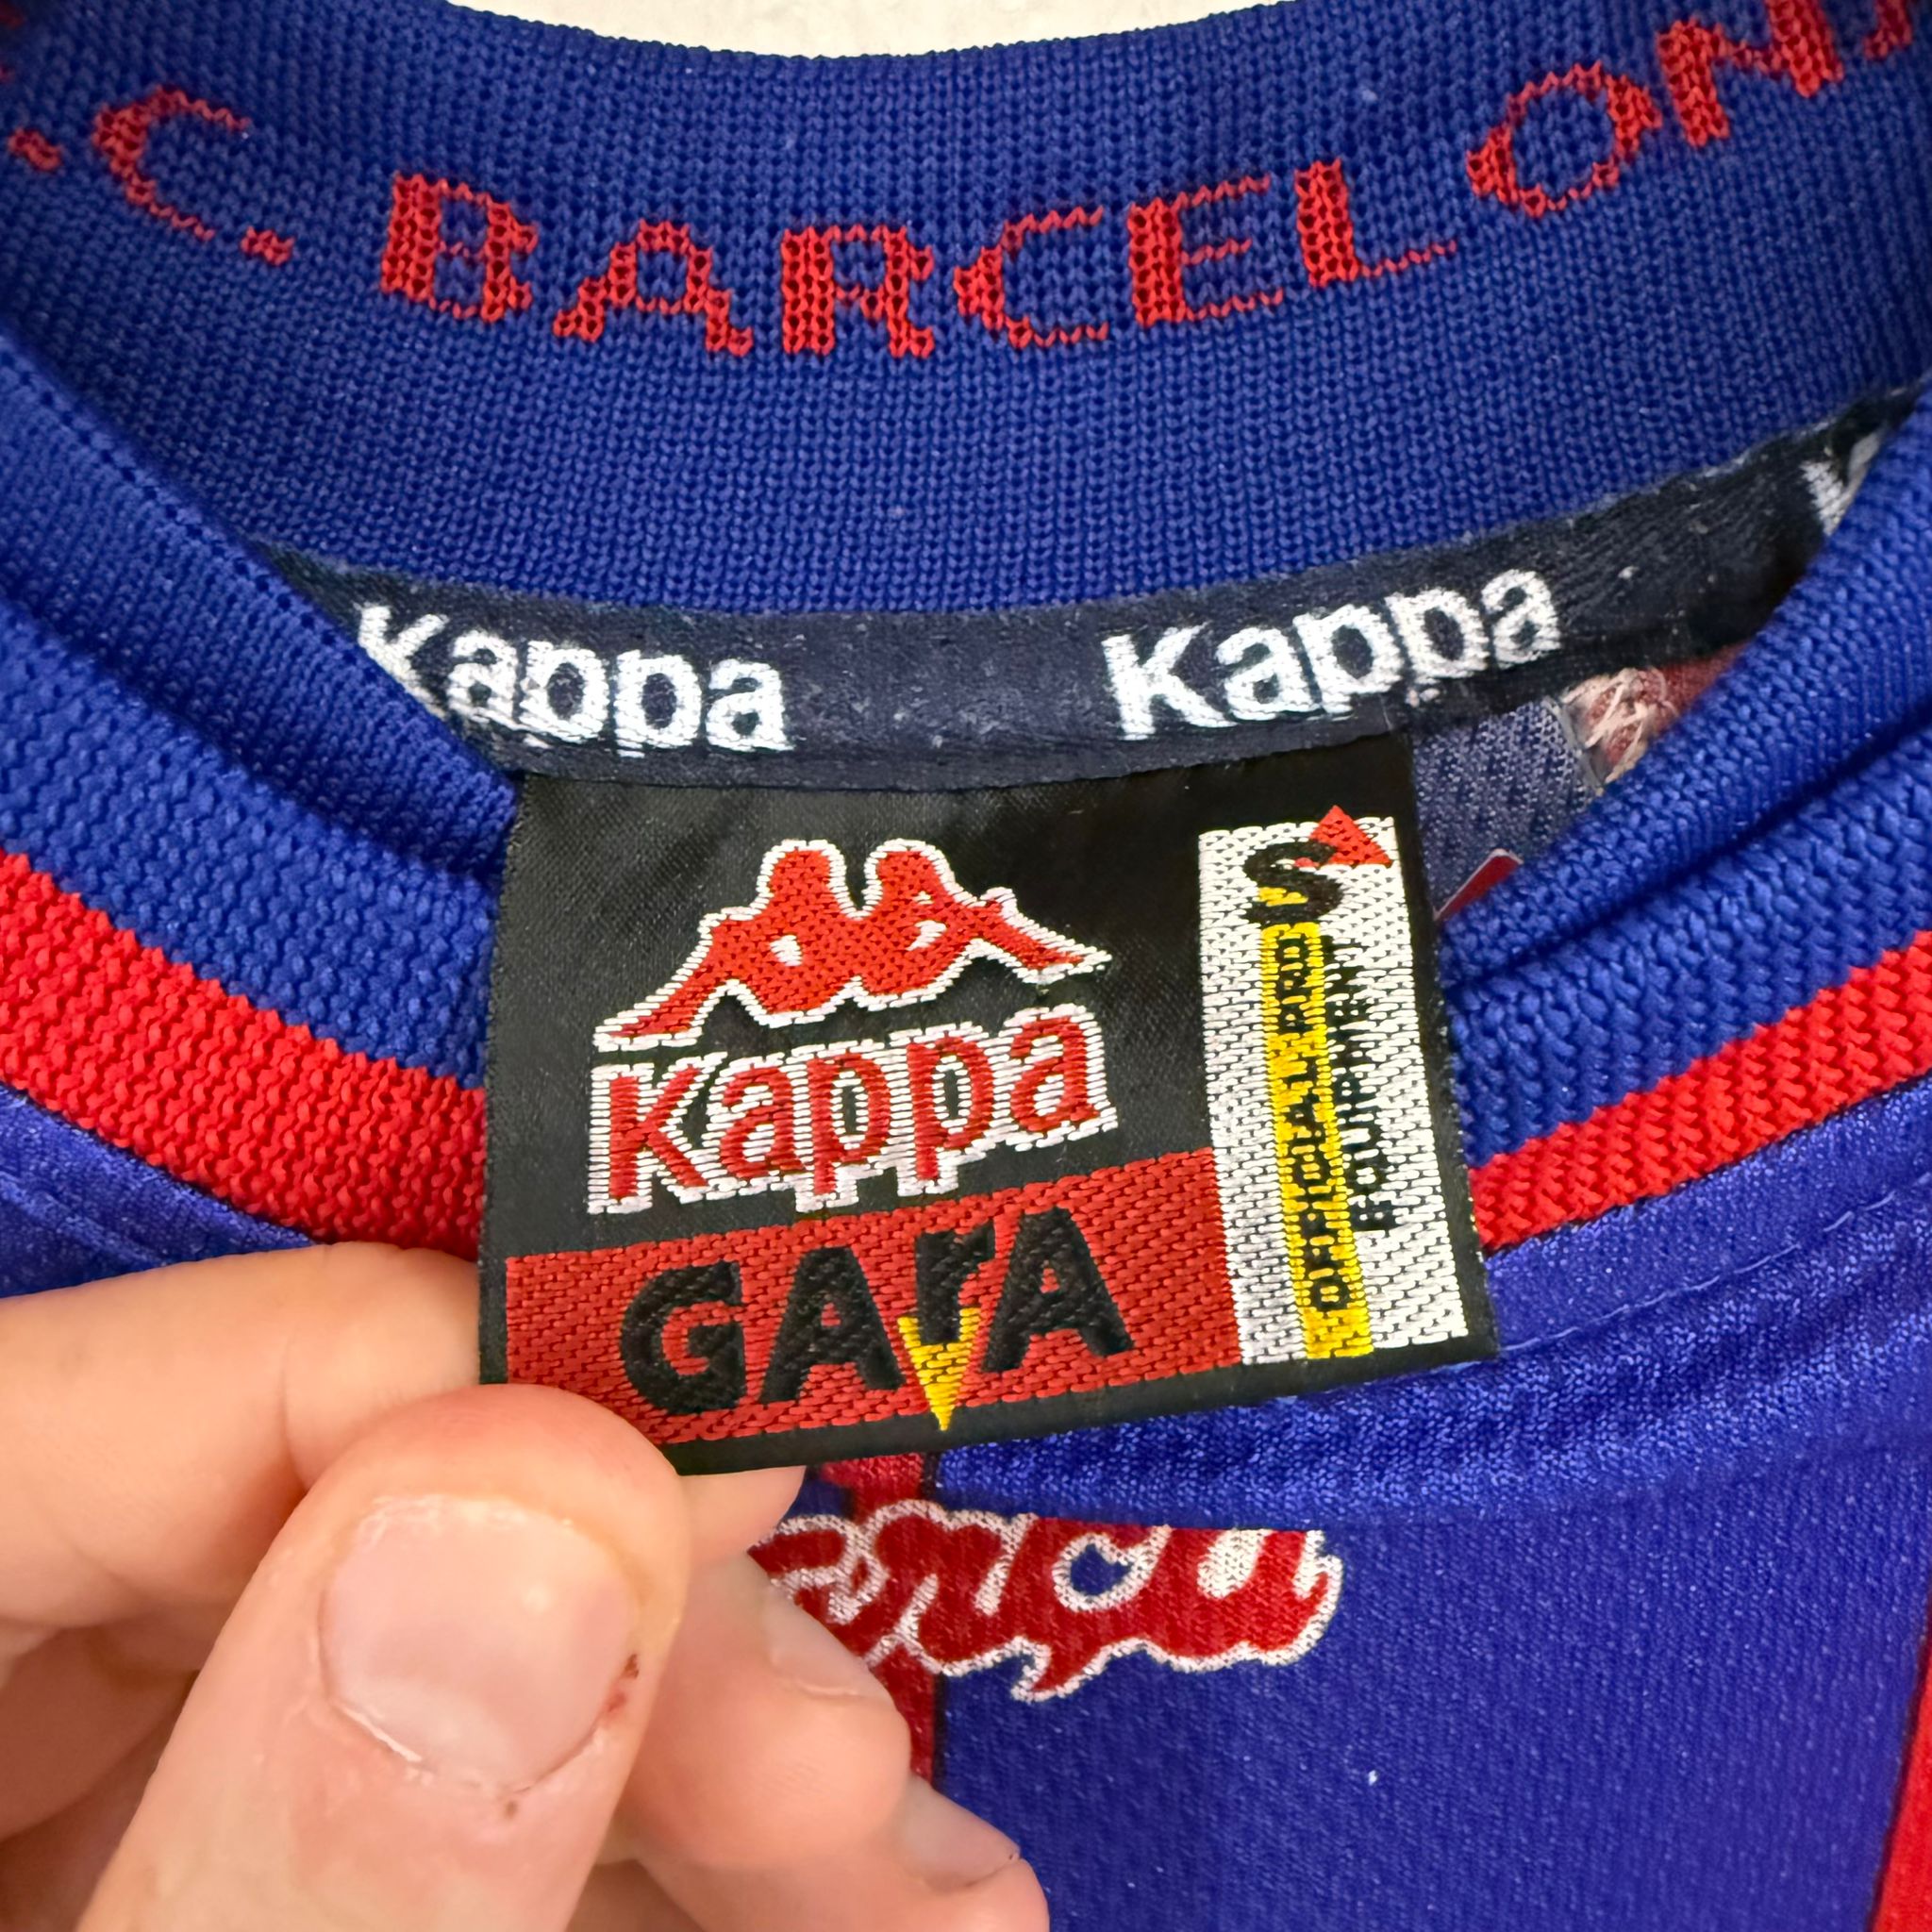 .C. BARCELONA
Kappa Kappa K
Kappa
GArA
S
OFFICIAL PRO
EQUIPMENT